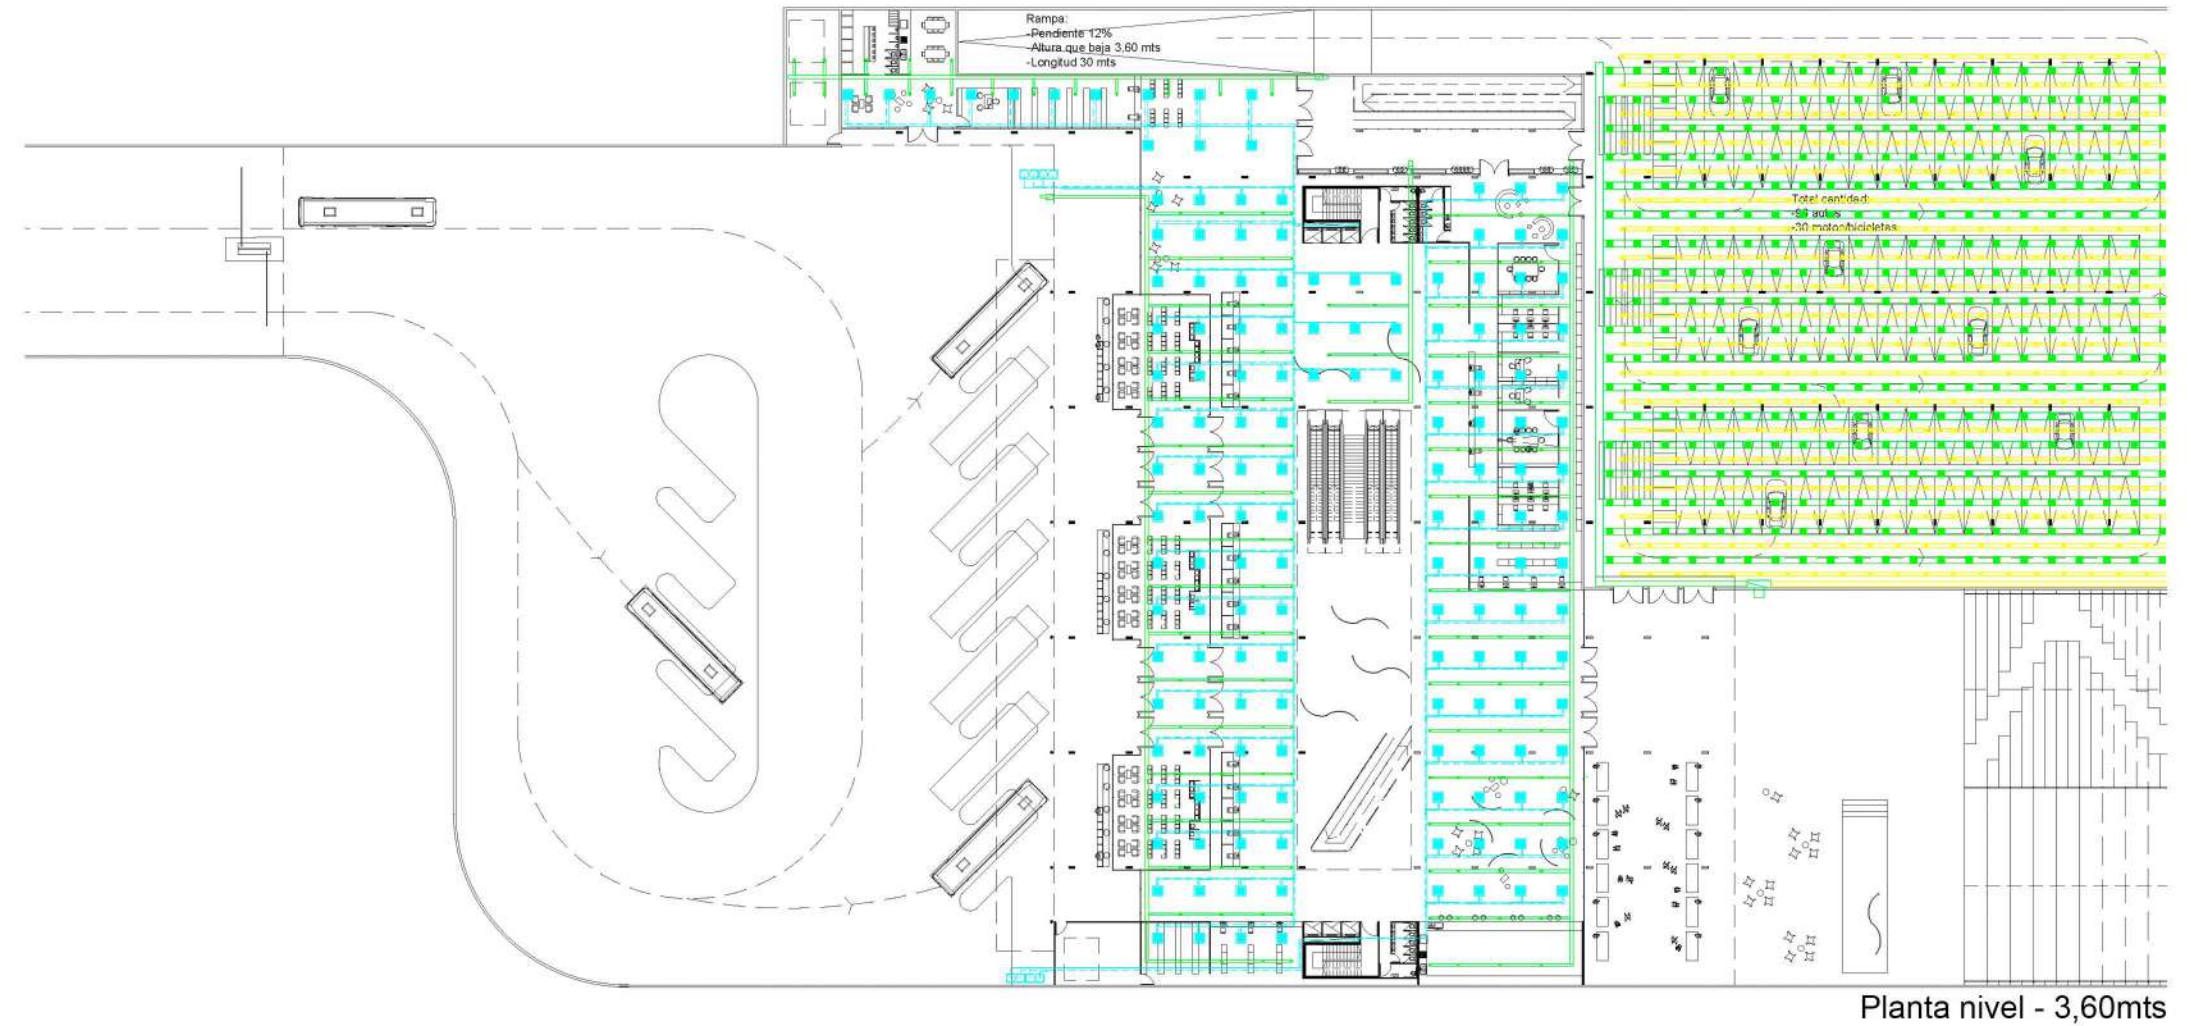 Rampa:
-Pendiente 12%
-Altura que baja 3,60 mts
-Longitud 30 mts
Total cantidad:
autos
-30 motos/bicicletas
Planta nivel - 3,60mts